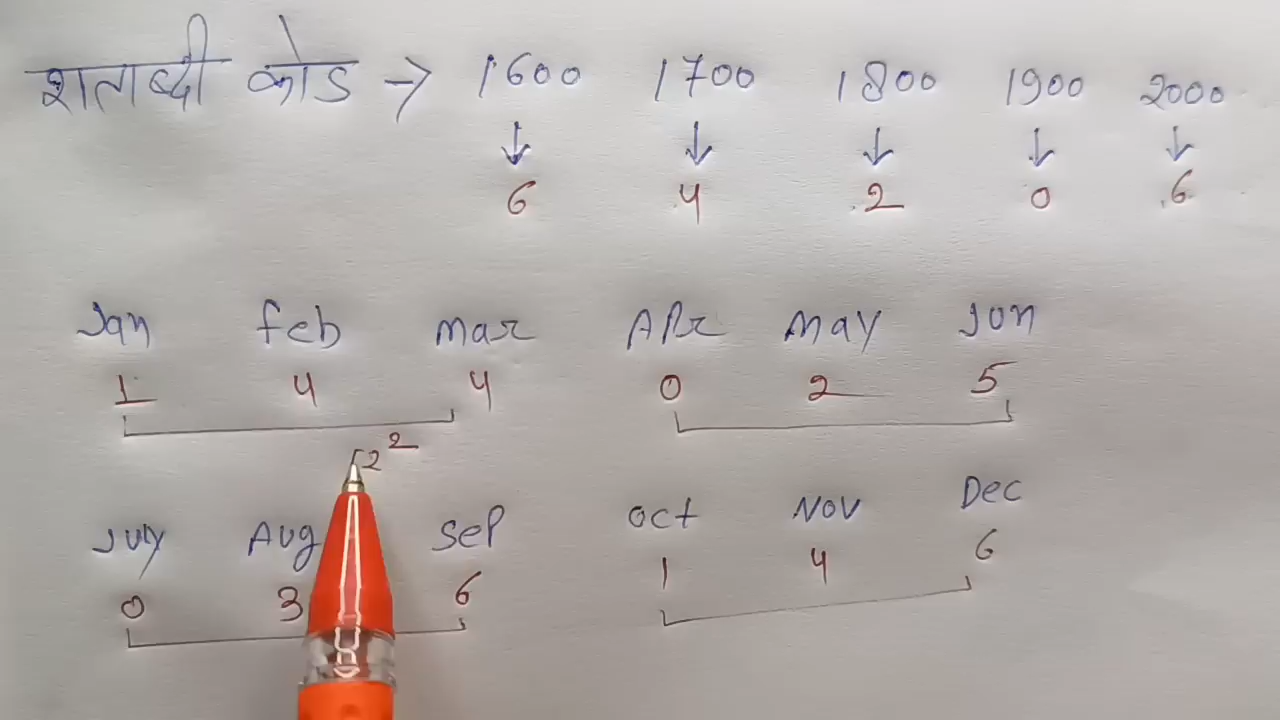 शताब्दी कोड → 1600 1700 1800 1900 2000
↓ ↓ ↓ ↓ ↓
6 4 2 0 6
Jan feb mar APr may Jun
1 4 4 0 2 5
12²
July Aug Sep Oct Nov Dec
0 3 6 1 4 6